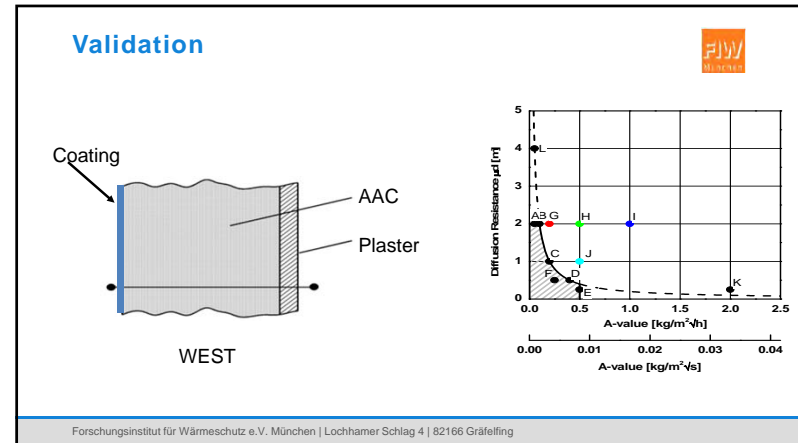 Validation
FIW
München
Coating
AAC
Plaster
WEST
Diffusion Resistance μd [m]
5
4
3
2
1
0
L
A B G H I
C J
F D
E K
0.0 0.5 1.0 1.5 2.0 2.5
A-value [kg/m²√h]
0.00 0.01 0.02 0.03 0.04
A-value [kg/m²√s]
Forschungsinstitut für Wärmeschutz e.V. München | Lochhamer Schlag 4 | 82166 Gräfelfing